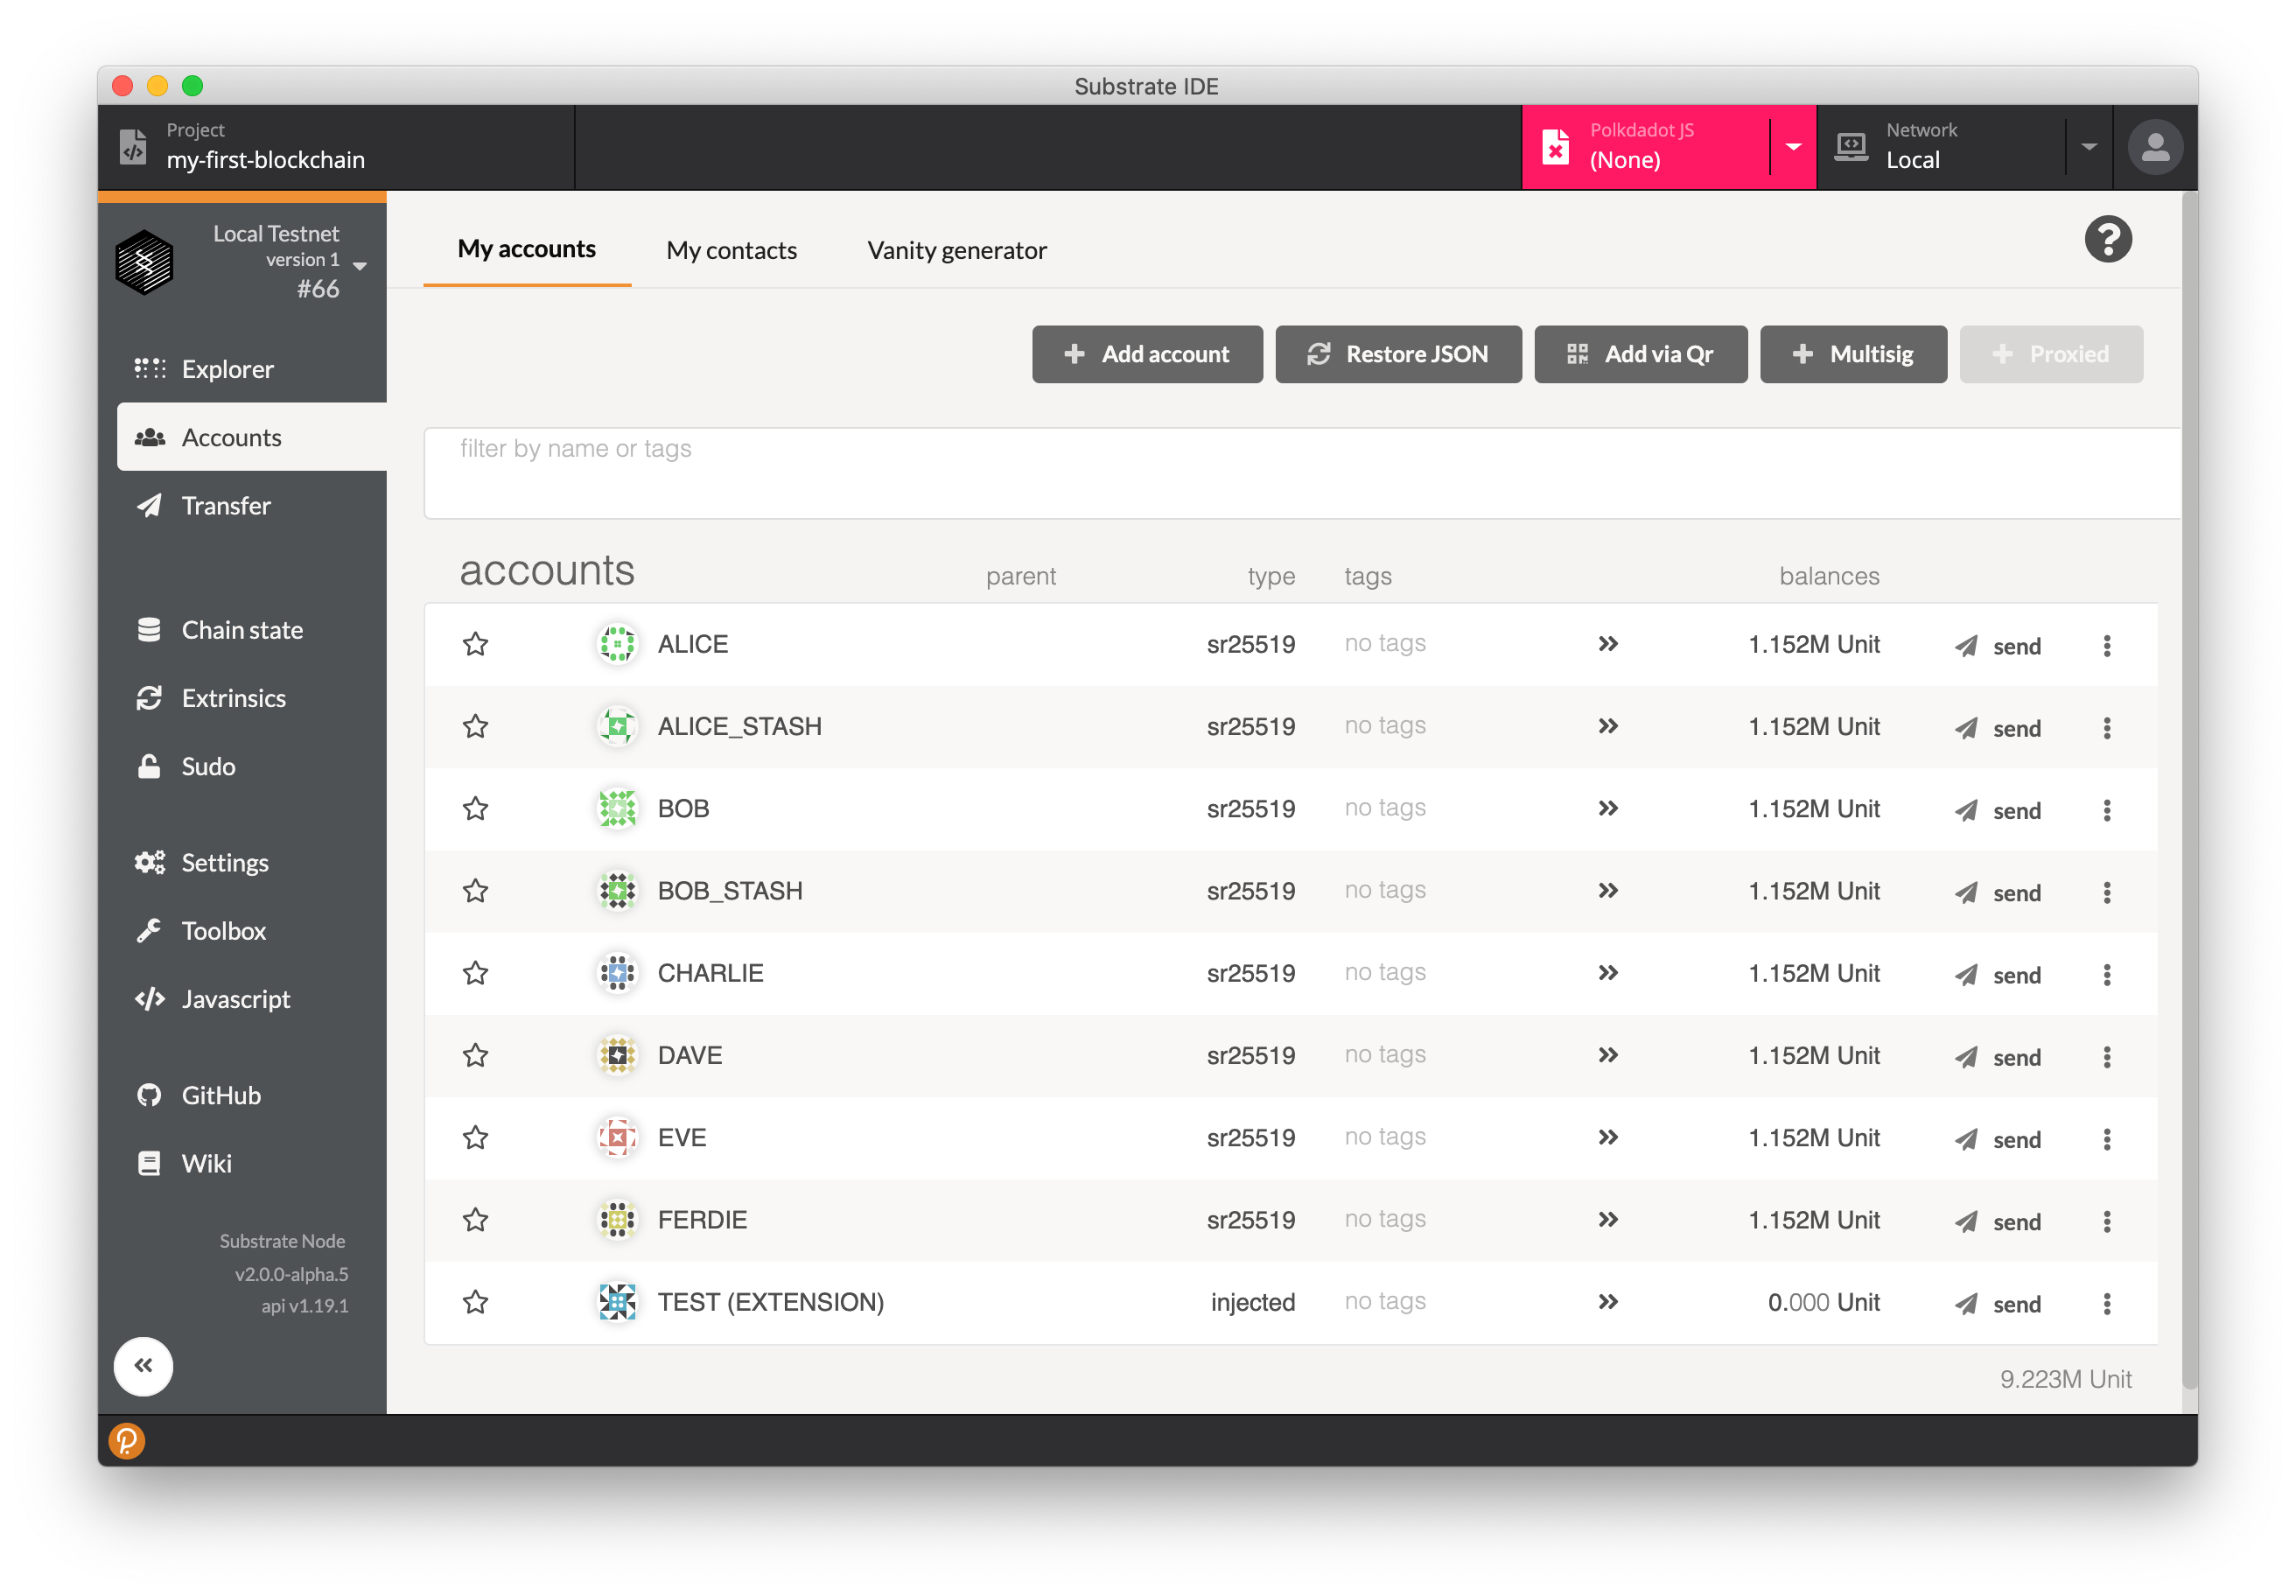 Substrate IDE
Project
my-first-blockchain
Polkdadot JS
(None)
Network
Local
Local Testnet
version 1
#66
Explorer
Accounts
Transfer
Chain state
Extrinsics
Sudo
Settings
Toolbox
Javascript
GitHub
Wiki
Substrate Node
v2.0.0-alpha.5
api v1.19.1
My accounts My contacts Vanity generator
Add account Restore JSON Add via Qr Multisig Proxied
filter by name or tags
accounts parent type tags balances
ALICE sr25519 no tags 1.152M Unit send
ALICE_STASH sr25519 no tags 1.152M Unit send
BOB sr25519 no tags 1.152M Unit send
BOB_STASH sr25519 no tags 1.152M Unit send
CHARLIE sr25519 no tags 1.152M Unit send
DAVE sr25519 no tags 1.152M Unit send
EVE sr25519 no tags 1.152M Unit send
FERDIE sr25519 no tags 1.152M Unit send
TEST (EXTENSION) injected no tags 0.000 Unit send
9.223M Unit